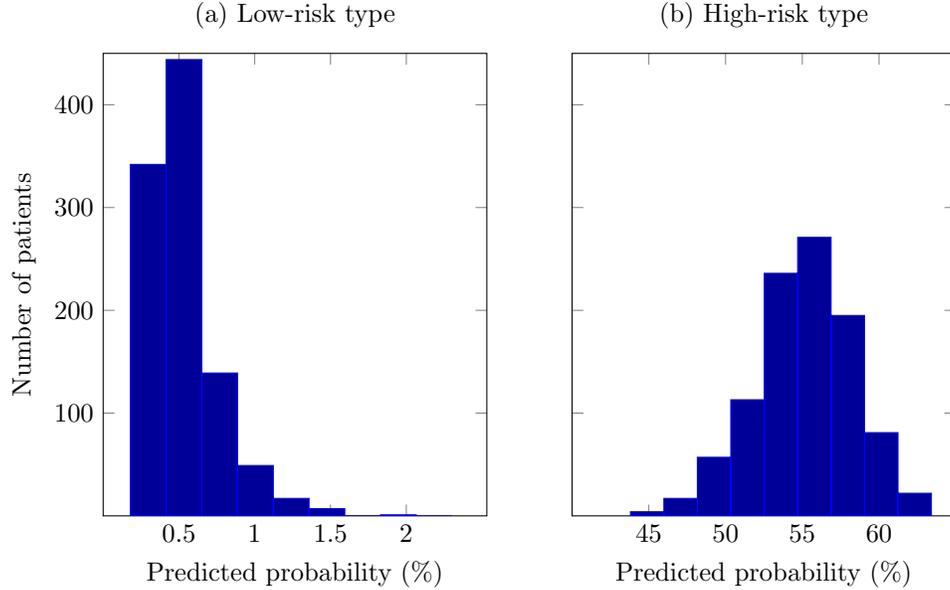 (a) Low-risk type
(b) High-risk type
Number of patients
400
300
200
100
0.5 1 1.5 2
45 50 55 60
Predicted probability (%)
Predicted probability (%)